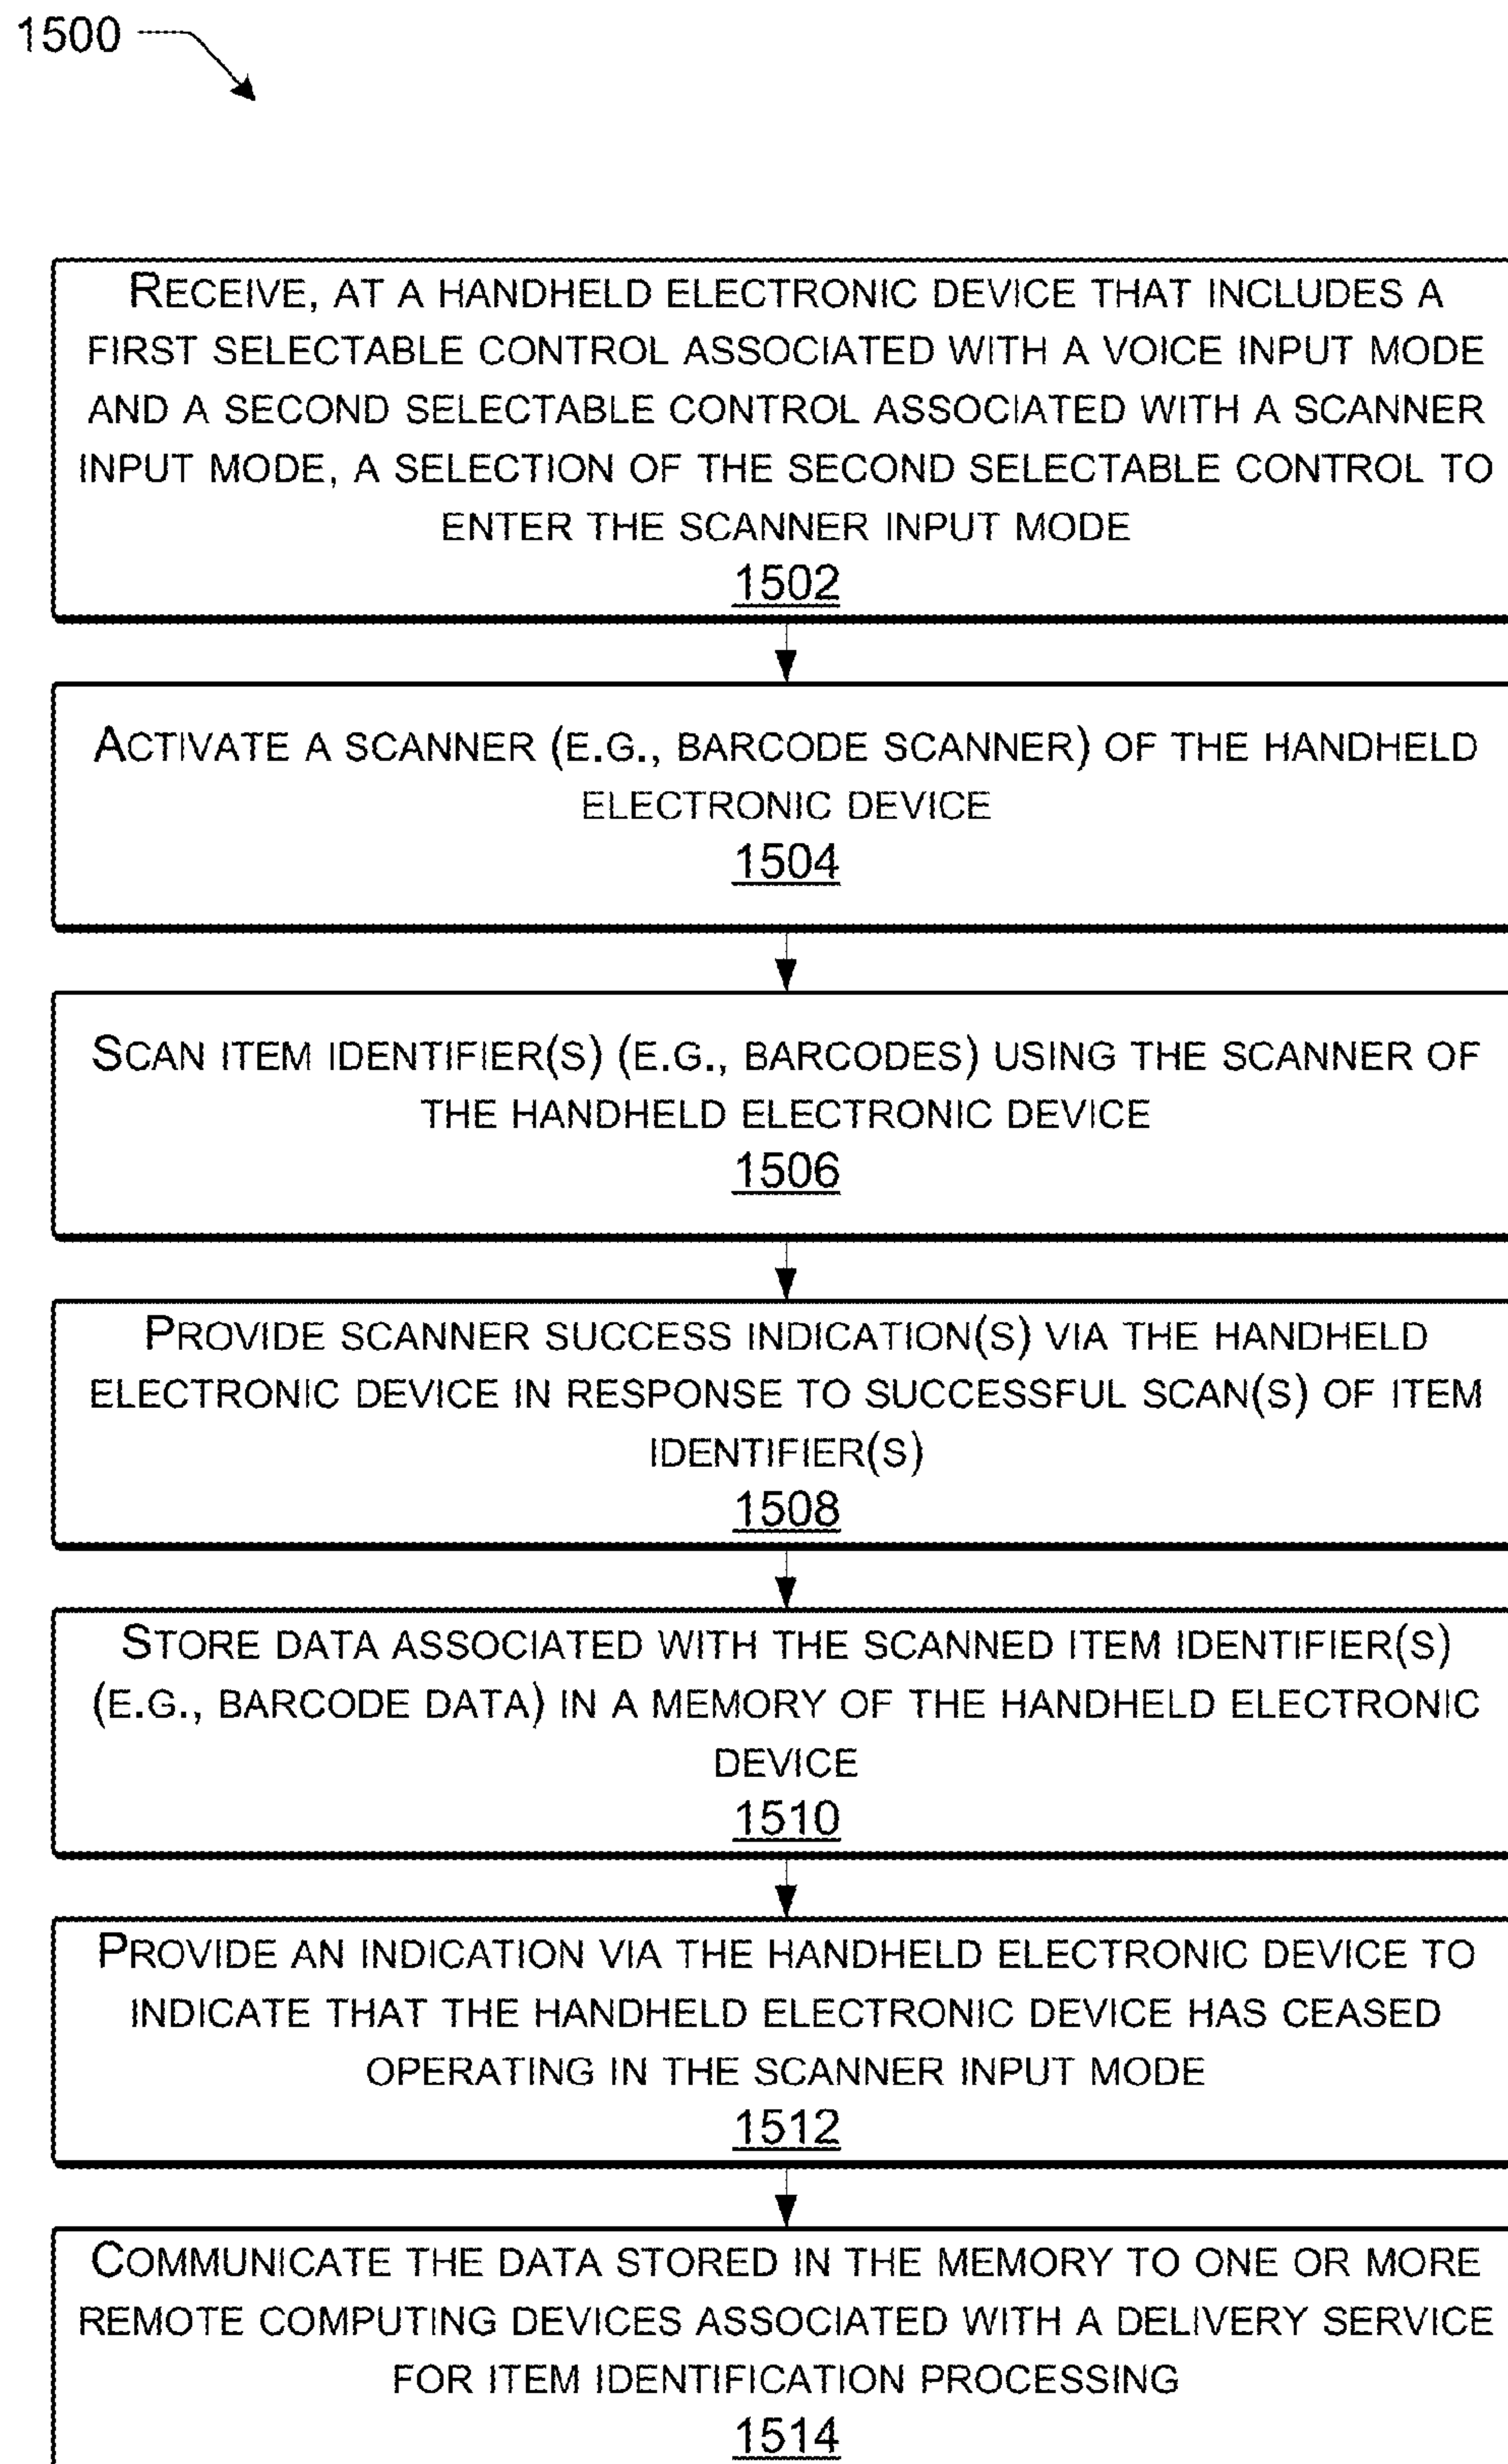 1500
RECEIVE, AT A HANDHELD ELECTRONIC DEVICE THAT INCLUDES A
FIRST SELECTABLE CONTROL ASSOCIATED WITH A VOICE INPUT MODE
AND A SECOND SELECTABLE CONTROL ASSOCIATED WITH A SCANNER
INPUT MODE, A SELECTION OF THE SECOND SELECTABLE CONTROL TO
ENTER THE SCANNER INPUT MODE
1502
ACTIVATE A SCANNER (E.G., BARCODE SCANNER) OF THE HANDHELD
ELECTRONIC DEVICE
1504
SCAN ITEM IDENTIFIER(S) (E.G., BARCODES) USING THE SCANNER OF
THE HANDHELD ELECTRONIC DEVICE
1506
PROVIDE SCANNER SUCCESS INDICATION(S) VIA THE HANDHELD
ELECTRONIC DEVICE IN RESPONSE TO SUCCESSFUL SCAN(S) OF ITEM
IDENTIFIER(S)
1508
STORE DATA ASSOCIATED WITH THE SCANNED ITEM IDENTIFIER(S)
(E.G., BARCODE DATA) IN A MEMORY OF THE HANDHELD ELECTRONIC
DEVICE
1510
PROVIDE AN INDICATION VIA THE HANDHELD ELECTRONIC DEVICE TO
INDICATE THAT THE HANDHELD ELECTRONIC DEVICE HAS CEASED
OPERATING IN THE SCANNER INPUT MODE
1512
COMMUNICATE THE DATA STORED IN THE MEMORY TO ONE OR MORE
REMOTE COMPUTING DEVICES ASSOCIATED WITH A DELIVERY SERVICE
FOR ITEM IDENTIFICATION PROCESSING
1514